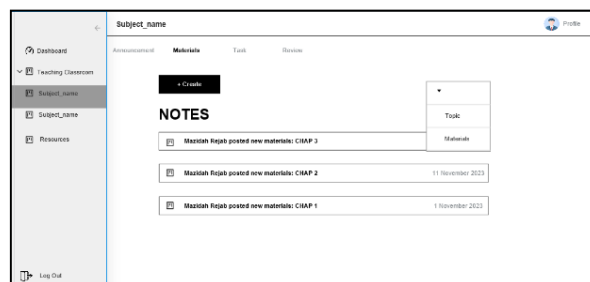 Subject_name
Profile
Dashboard
Teaching Classroom
Subject_name
Subject_name
Resources
Log Out
Announcement Materials Task Review
+ Create
Topic
Materials
NOTES
Mazidah Rejab posted new materials: CHAP 3
Mazidah Rejab posted new materials: CHAP 2 11 November 2023
Mazidah Rejab posted new materials: CHAP 1 1 November 2023